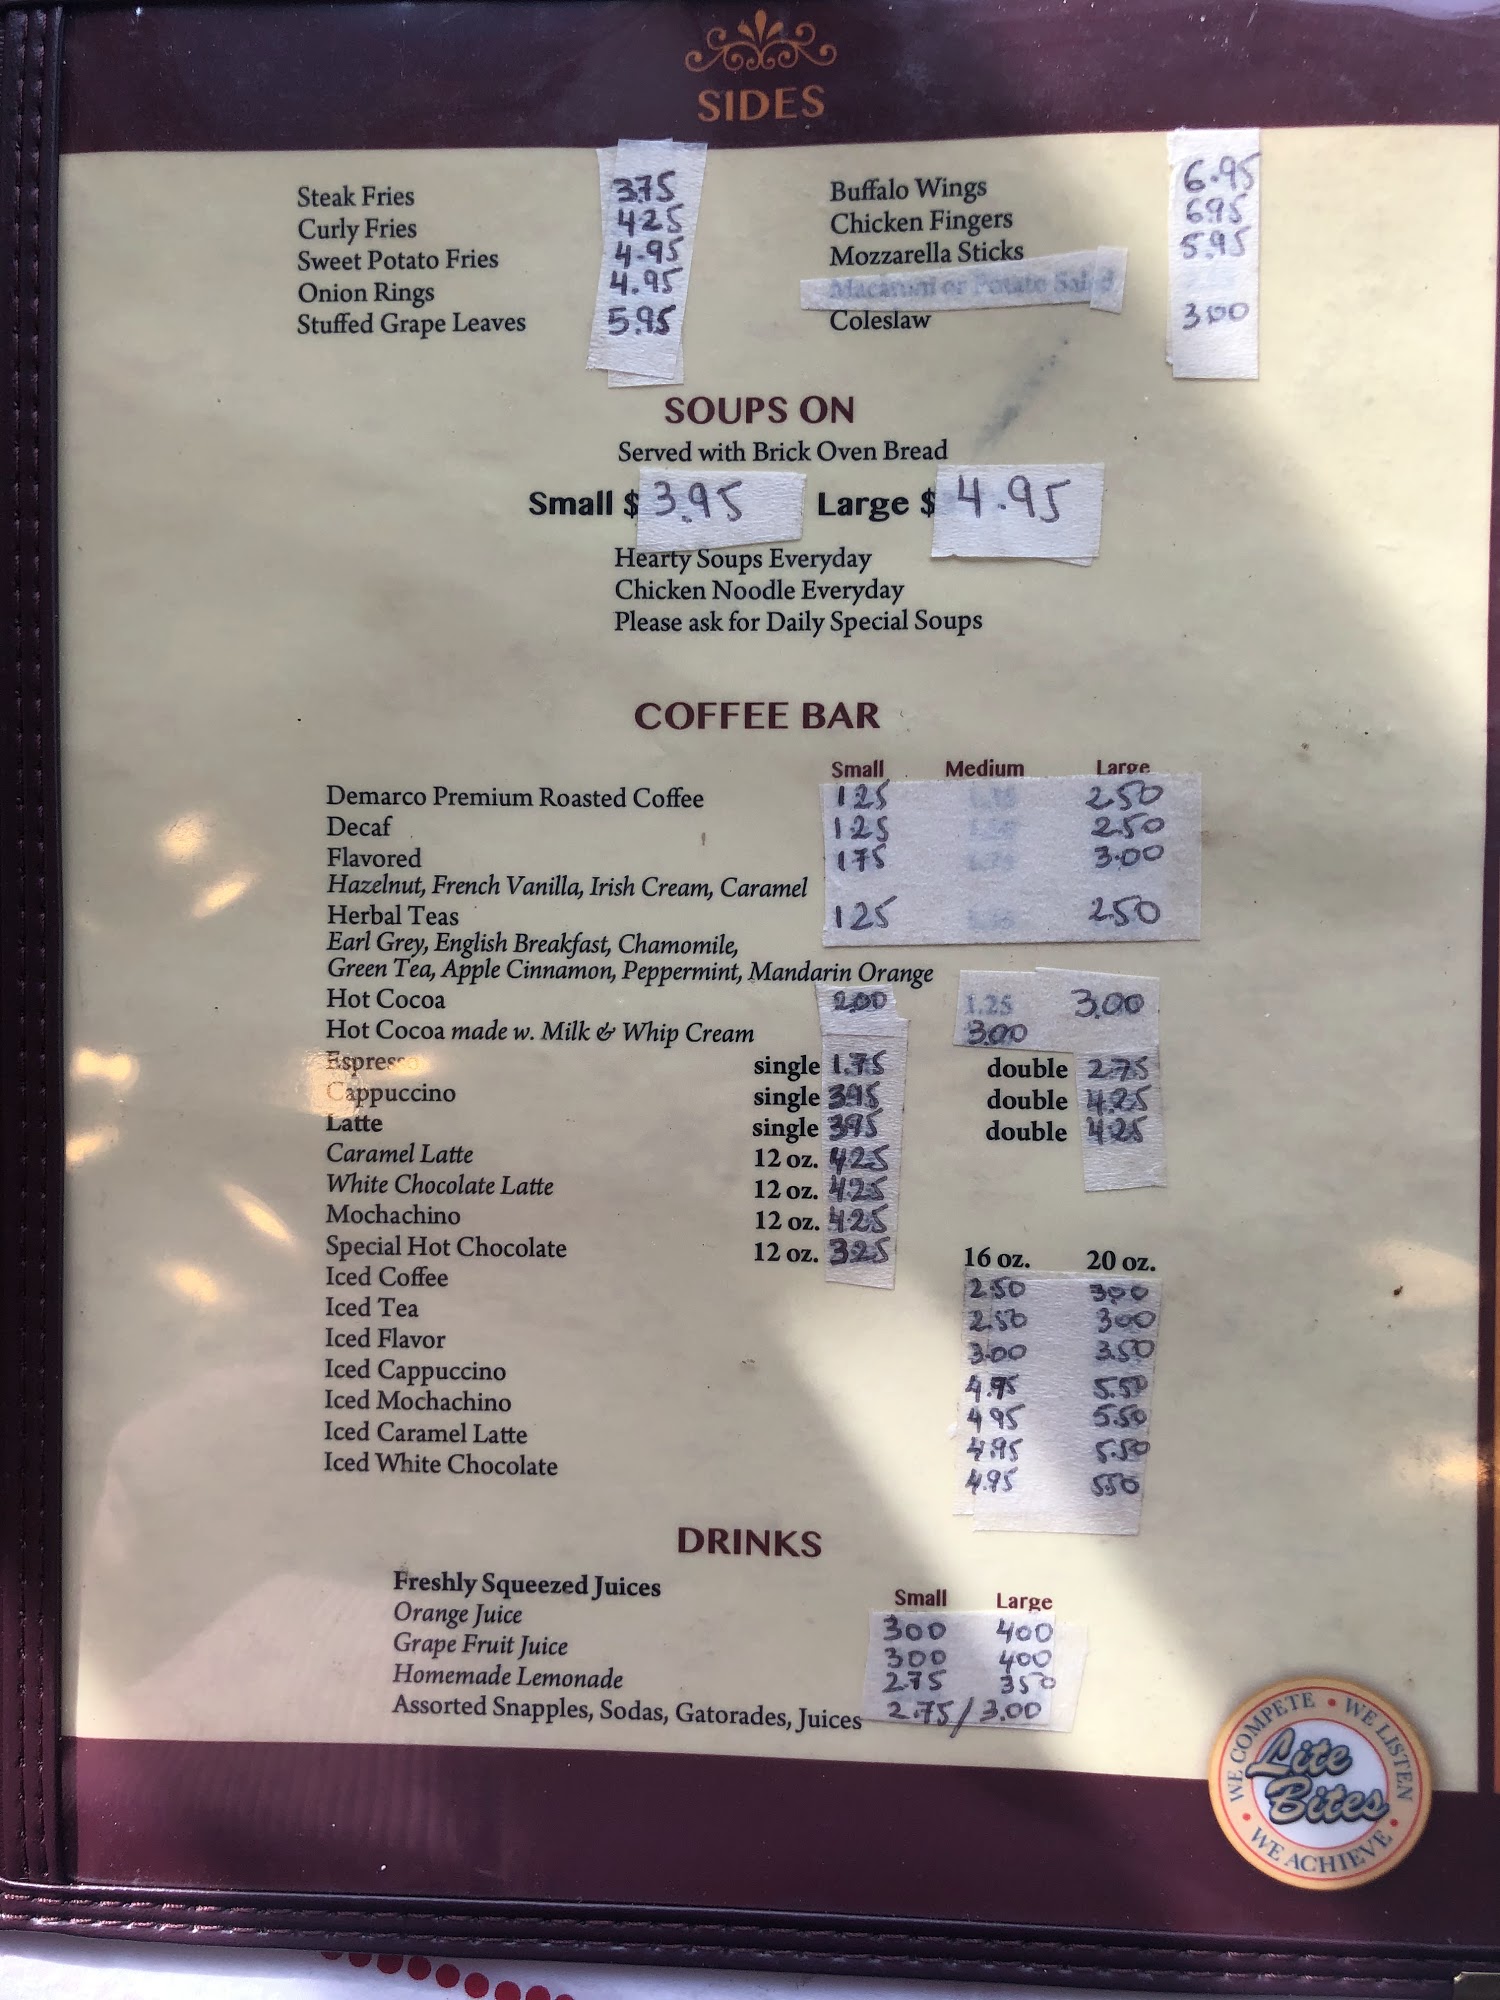 SIDES
Steak Fries 3.75
Curly Fries 4.25
Sweet Potato Fries 4.95
Onion Rings 4.95
Stuffed Grape Leaves 5.95
Buffalo Wings 6.95
Chicken Fingers 6.95
Mozzarella Sticks 5.95
Macaroni or Potato Salad
Coleslaw 3.00
SOUPS ON
Served with Brick Oven Bread
Small $ 3.95 Large $ 4.95
Hearty Soups Everyday
Chicken Noodle Everyday
Please ask for Daily Special Soups
COFFEE BAR
Small Medium Large
Demarco Premium Roasted Coffee 1.25 2.50
Decaf 1.25 2.50
Flavored 1.75 3.00
Hazelnut, French Vanilla, Irish Cream, Caramel
Herbal Teas 1.25 2.50
Earl Grey, English Breakfast, Chamomile,
Green Tea, Apple Cinnamon, Peppermint, Mandarin Orange
Hot Cocoa 2.00 1.25 3.00
Hot Cocoa made w. Milk & Whip Cream 3.00
Espresso single 1.75 double 2.75
Cappuccino single 3.95 double 4.25
Latte single 3.95 double 4.25
Caramel Latte 12 oz. 4.25
White Chocolate Latte 12 oz. 4.25
Mochachino 12 oz. 4.25
Special Hot Chocolate 12 oz. 3.25 16 oz. 20 oz.
Iced Coffee 2.50 3.00
Iced Tea 2.50 3.00
Iced Flavor 3.00 3.50
Iced Cappuccino 4.95 5.50
Iced Mochachino 4.95 5.50
Iced Caramel Latte 4.95 5.50
Iced White Chocolate 4.95 5.50
DRINKS
Freshly Squeezed Juices Small Large
Orange Juice 3.00 4.00
Grape Fruit Juice 3.00 4.00
Homemade Lemonade 2.75 3.50
Assorted Snapples, Sodas, Gatorades, Juices 2.75/3.00
WE COMPETE • WE LISTEN • WE ACHIEVE •
Lite
Bites